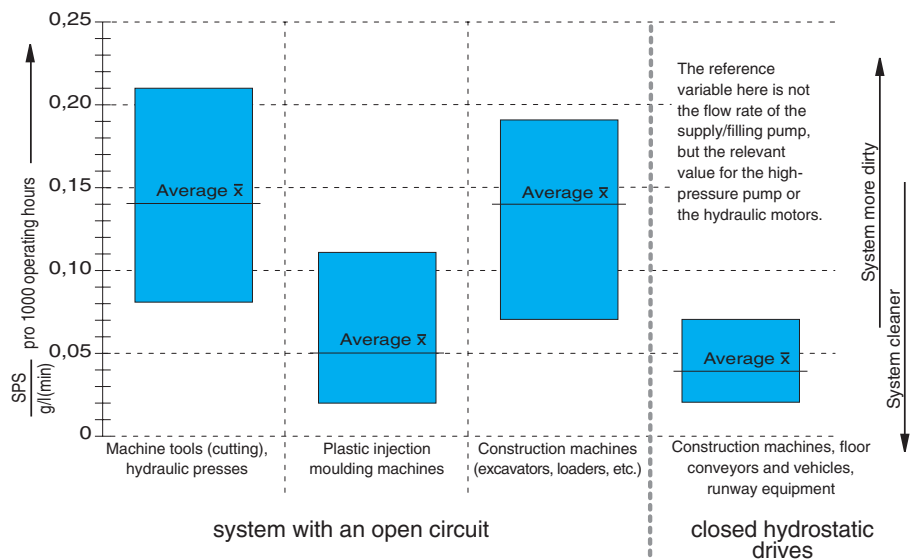 0,25
0,20
0,15
0,10
0,05
0
SPS
g/l(min)
pro 1000 operating hours
Average x̅
Average x̅
Average x̅
Average x̅
The reference
variable here is not
the flow rate of the
supply/filling pump,
but the relevant
value for the high-
pressure pump or
the hydraulic motors.
System more dirty
System cleaner
Machine tools (cutting),
hydraulic presses
Plastic injection
moulding machines
Construction machines
(excavators, loaders, etc.)
Construction machines, floor
conveyors and vehicles,
runway equipment
system with an open circuit
closed hydrostatic
drives